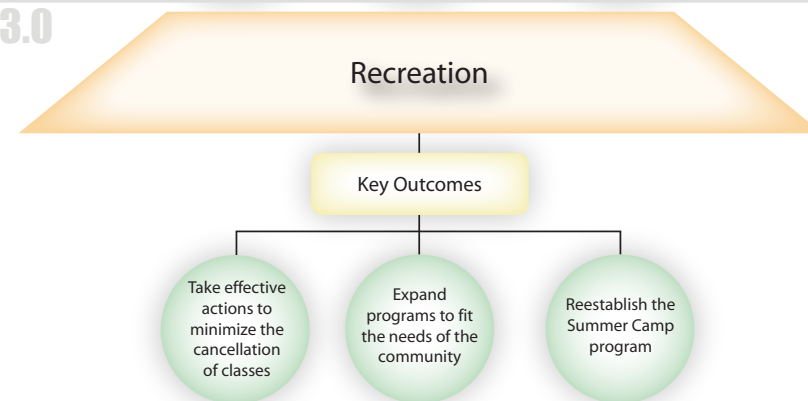 3.0
Recreation
Key Outcomes
Take effective
actions to
minimize the
cancellation
of classes
Expand
programs to fit
the needs of the
community
Reestablish the
Summer Camp
program